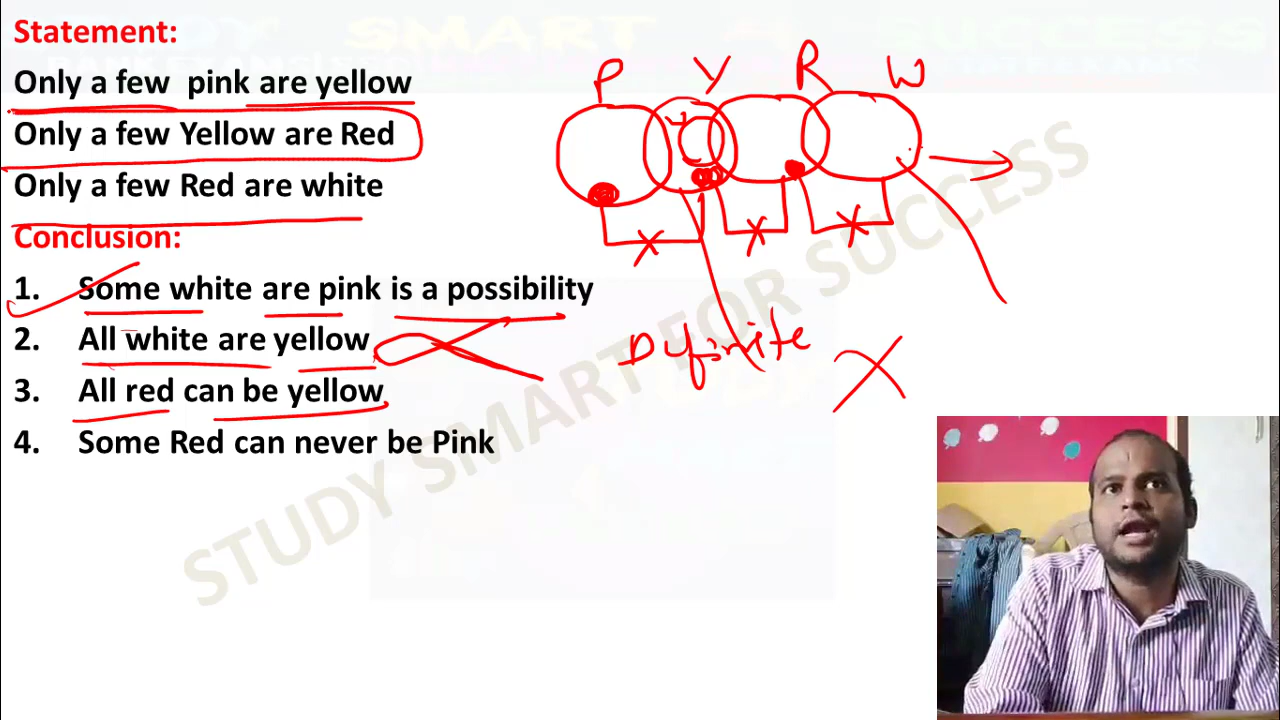 Statement:
Only a few pink are yellow
Only a few Yellow are Red
Only a few Red are white
Conclusion:
1. Some white are pink is a possibility
2. All white are yellow
3. All red can be yellow
4. Some Red can never be Pink
P Y R W
Definite
STUDY SMART FOR SUCCESS